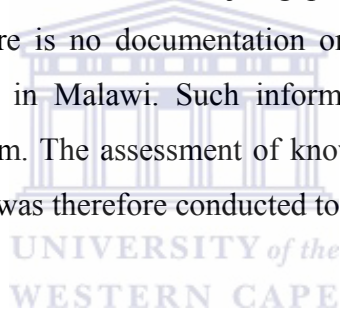 re is no documentation or
in Malawi. Such inform
m. The assessment of know
was therefore conducted to
UNIVERSITY of the
WESTERN CAPE